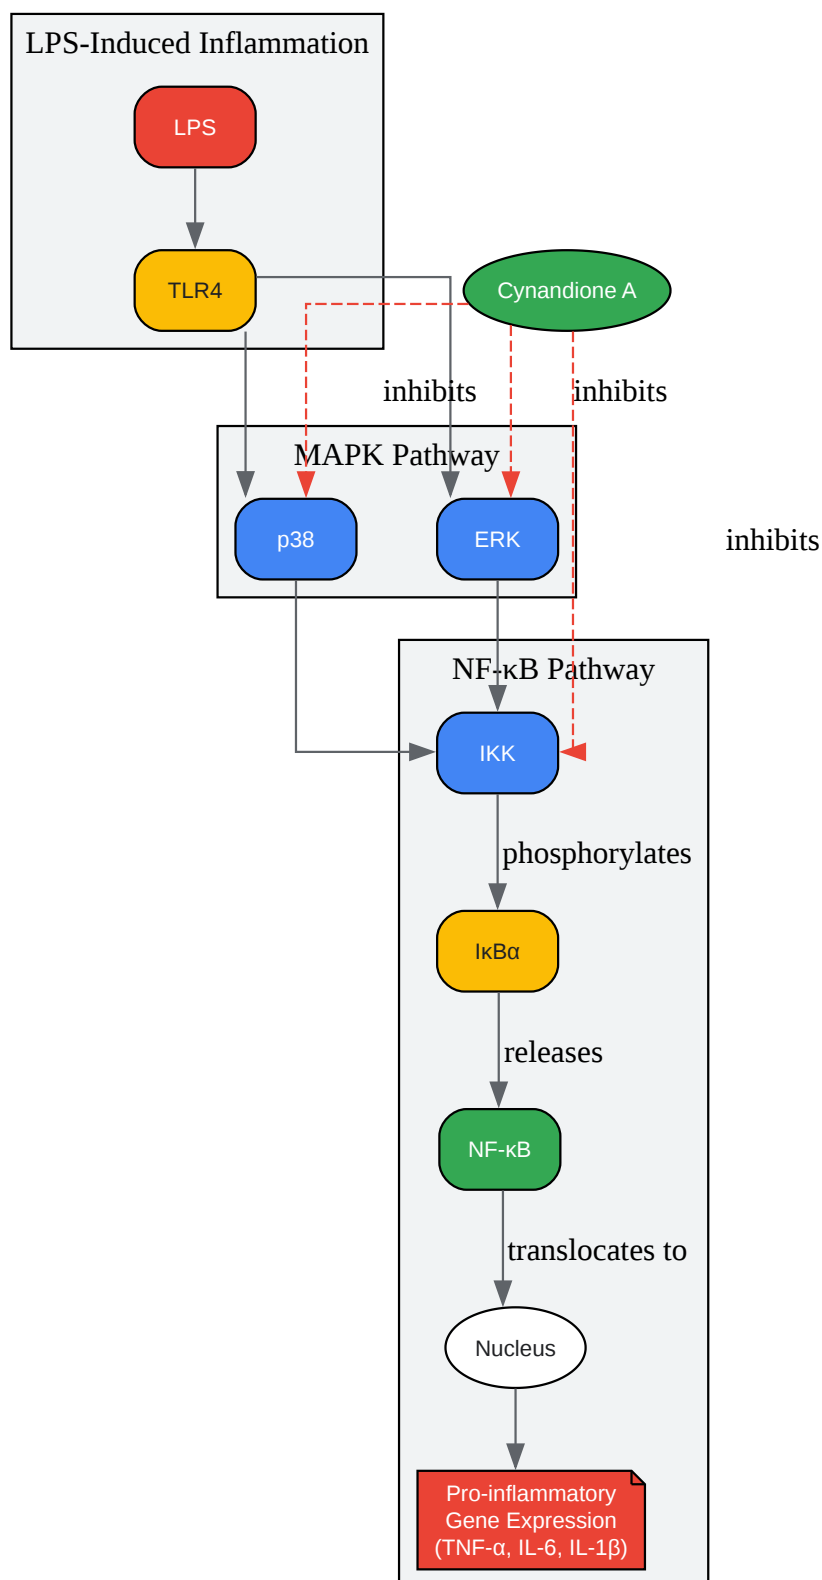 LPS-Induced Inflammation
LPS
TLR4
Cynandione A
inhibits
inhibits
MAPK Pathway
p38
ERK
inhibits
NF-κB Pathway
IKK
phosphorylates
IκBα
releases
NF-κB
translocates to
Nucleus
Pro-inflammatory
Gene Expression
(TNF-α, IL-6, IL-1β)